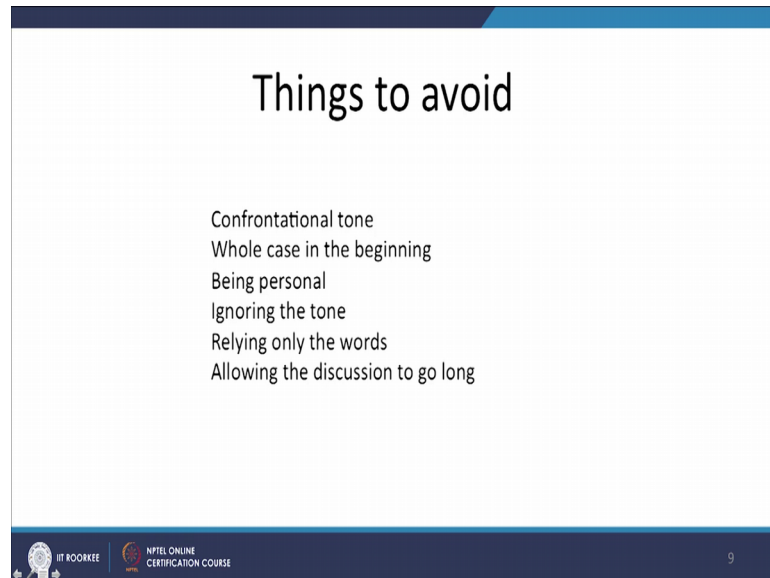 Things to avoid
Confrontational tone
Whole case in the beginning
Being personal
Ignoring the tone
Relying only the words
Allowing the discussion to go long
IIT ROORKEE
NPTEL ONLINE
CERTIFICATION COURSE
9